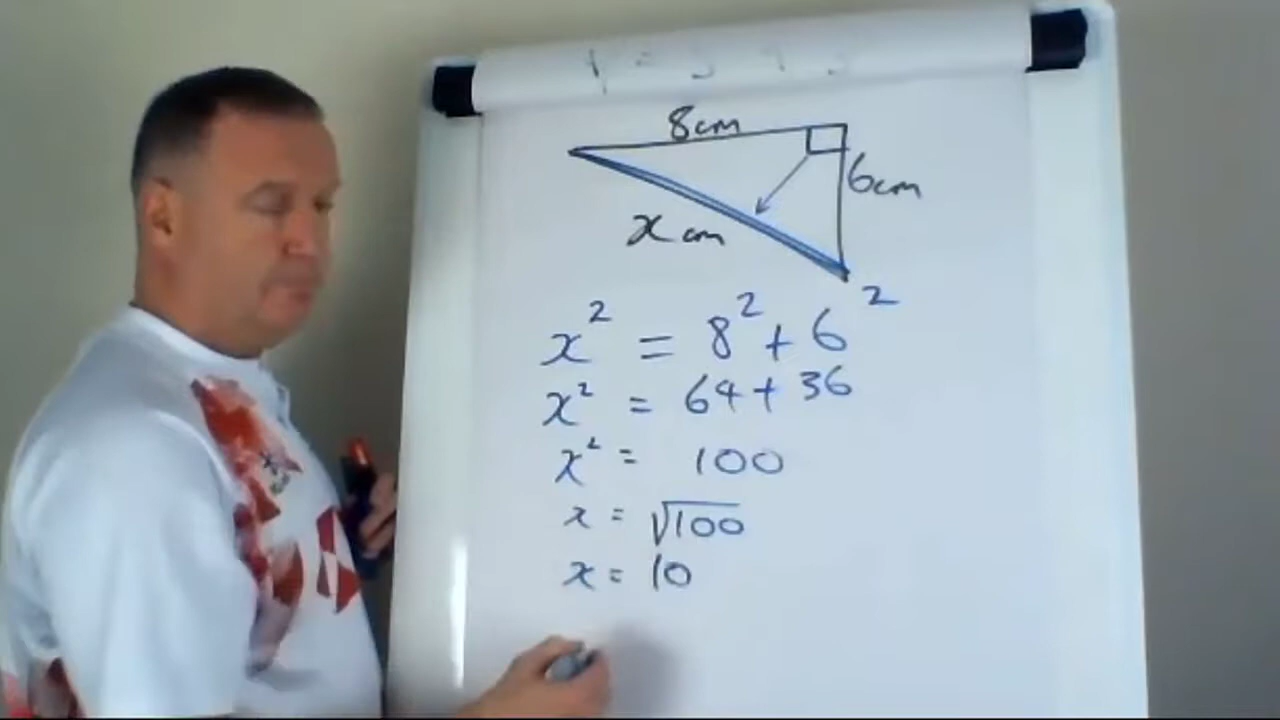 8cm
6cm
x cm
x² = 8² + 6²
x² = 64 + 36
x² = 100
x = √100
x = 10